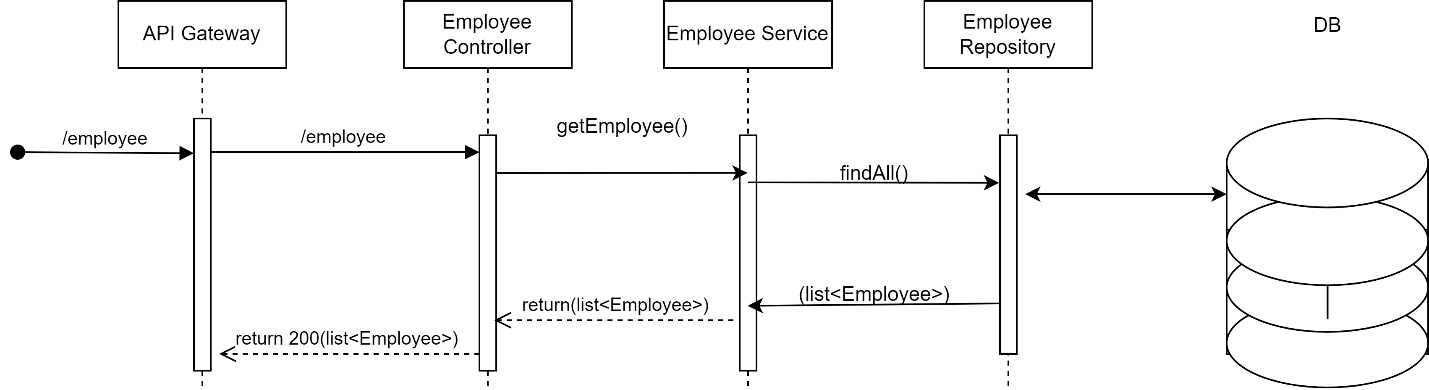 API Gateway
Employee
Controller
Employee Service
Employee
Repository
DB
/employee
/employee
getEmployee()
findAll()
(list<Employee>)
return(list<Employee>)
return 200(list<Employee>)